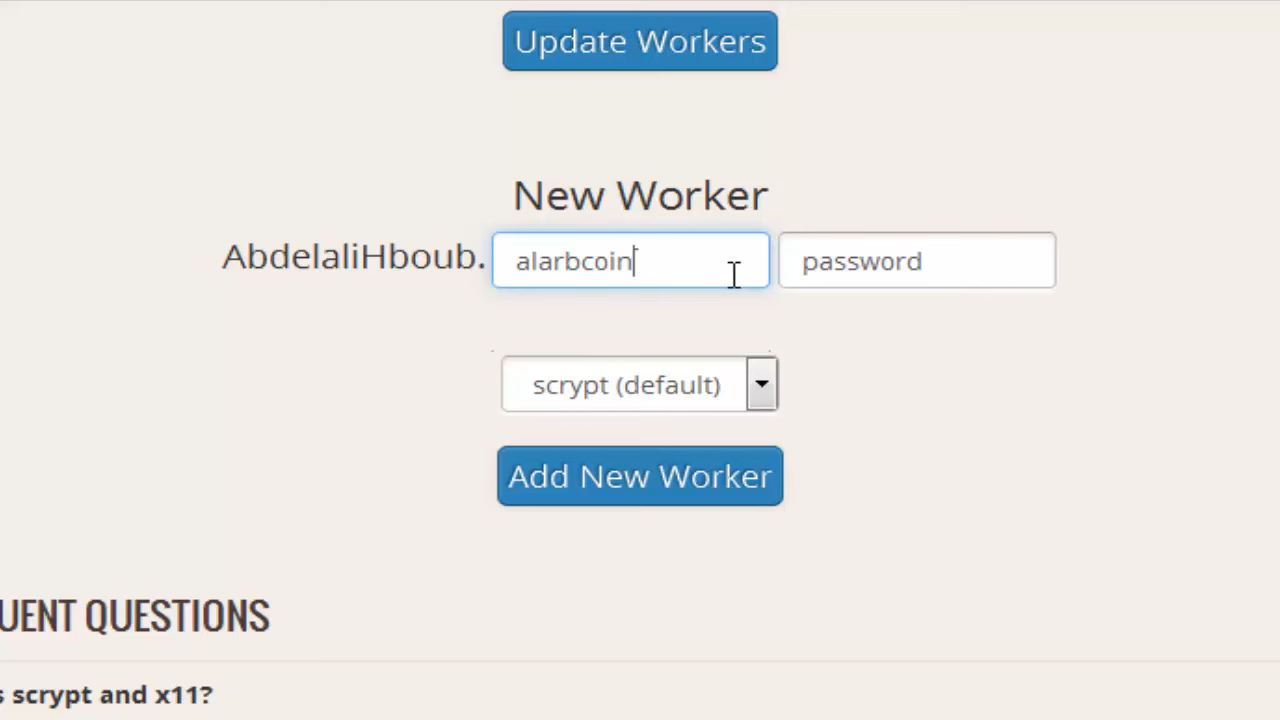 Update Workers
New Worker
AbdelaliHboub. alarbcoin password
scrypt (default)
Add New Worker
UENT QUESTIONS
s scrypt and x11?